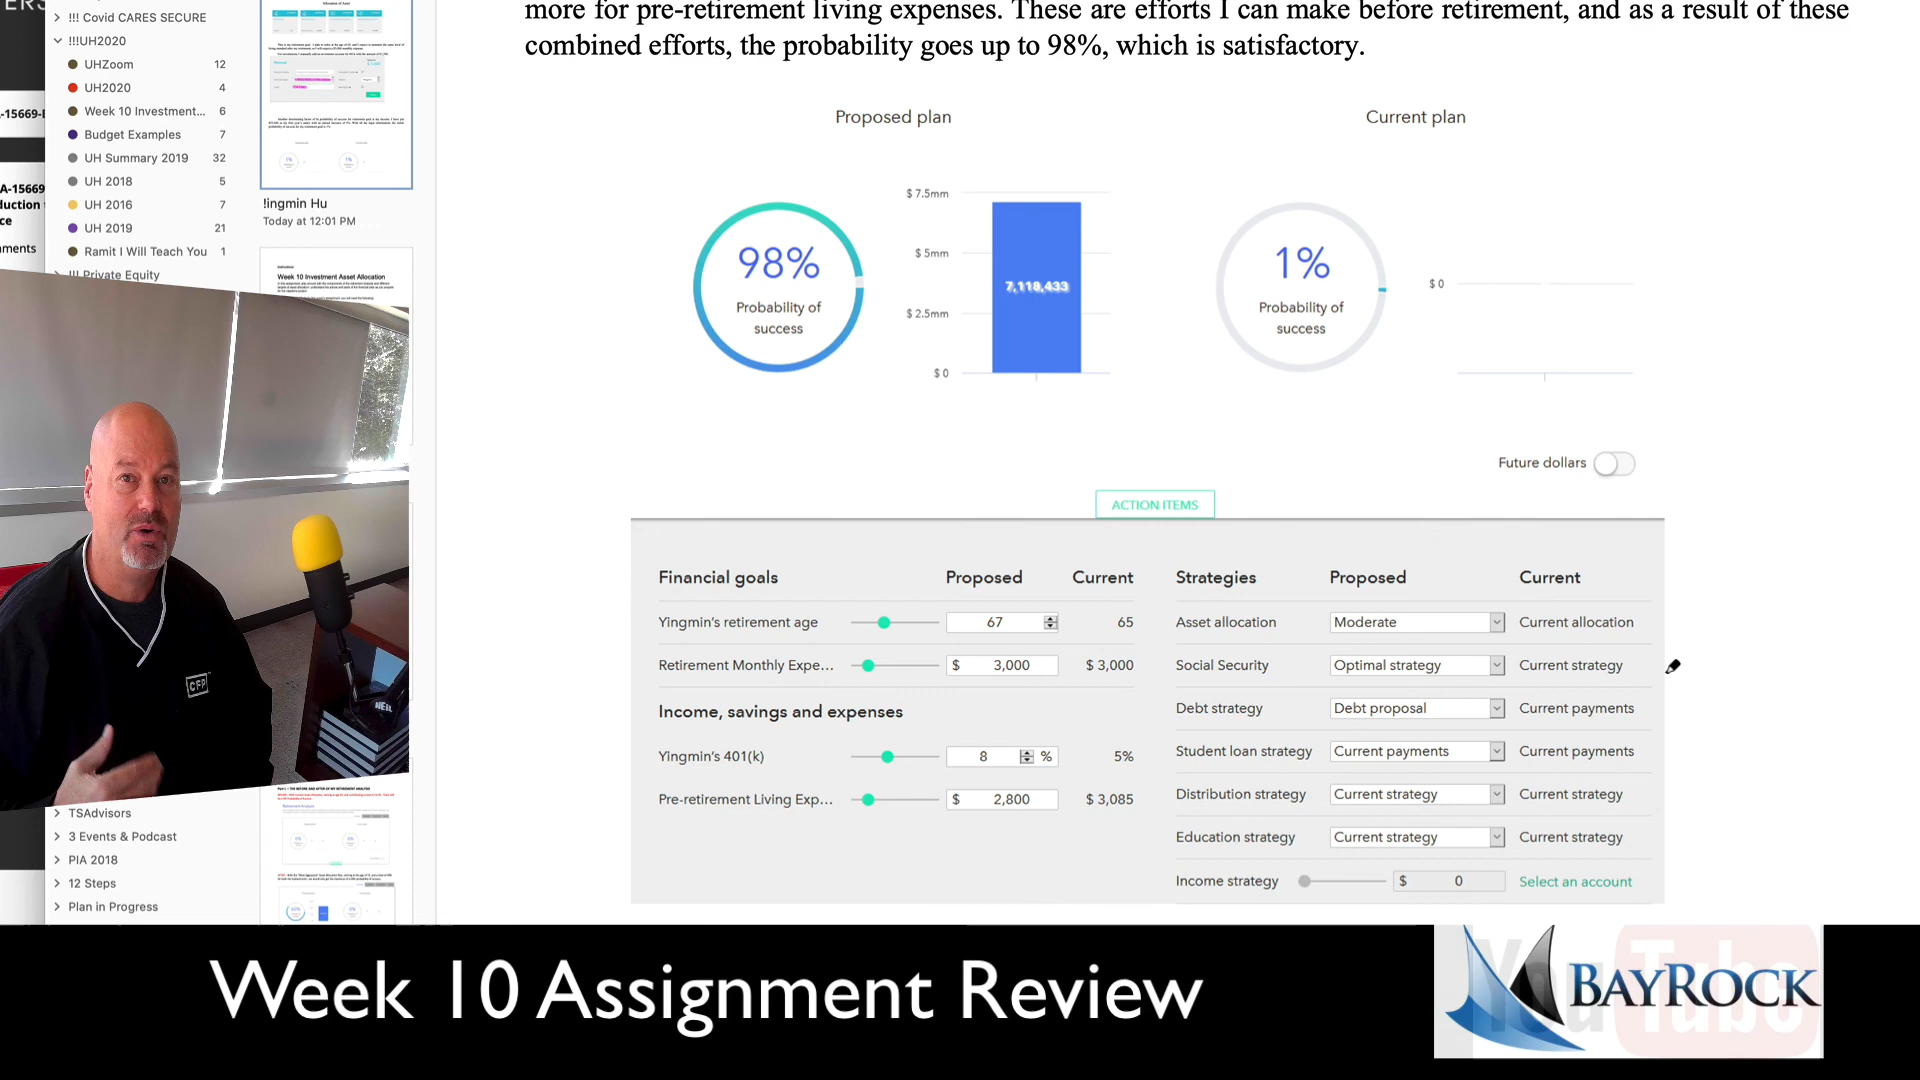 more for pre-retirement living expenses. These are efforts I can make before retirement, and as a result of these
combined efforts, the probability goes up to 98%, which is satisfactory.
!!! Covid CARES SECURE
!!!UH2020
UHZoom 12
UH2020 4
Week 10 Investment... 6
Budget Examples 7
UH Summary 2019 32
UH 2018 5
UH 2016 7
UH 2019 21
Ramit I Will Teach You 1
!!! Private Equity
-15669-
A-15669
duction
ce
ments
!ingmin Hu
Today at 12:01 PM
Week 10 Investment Asset Allocation
Proposed plan
Current plan
98%
Probability of
success
$ 7.5mm
$ 5mm
$ 2.5mm
$ 0
7,118,433
1%
Probability of
success
$ 0
Future dollars
ACTION ITEMS
Financial goals Proposed Current
Yingmin's retirement age 67 65
Retirement Monthly Expe... $ 3,000 $ 3,000
Income, savings and expenses
Yingmin's 401(k) 8 % 5%
Pre-retirement Living Exp... $ 2,800 $ 3,085
Strategies Proposed Current
Asset allocation Moderate Current allocation
Social Security Optimal strategy Current strategy
Debt strategy Debt proposal Current payments
Student loan strategy Current payments Current payments
Distribution strategy Current strategy Current strategy
Education strategy Current strategy Current strategy
Income strategy $ 0 Select an account
CFP
NEIL
TSAdvisors
3 Events & Podcast
PIA 2018
12 Steps
Plan in Progress
Week 10 Assignment Review
BAYROCK
YouTube